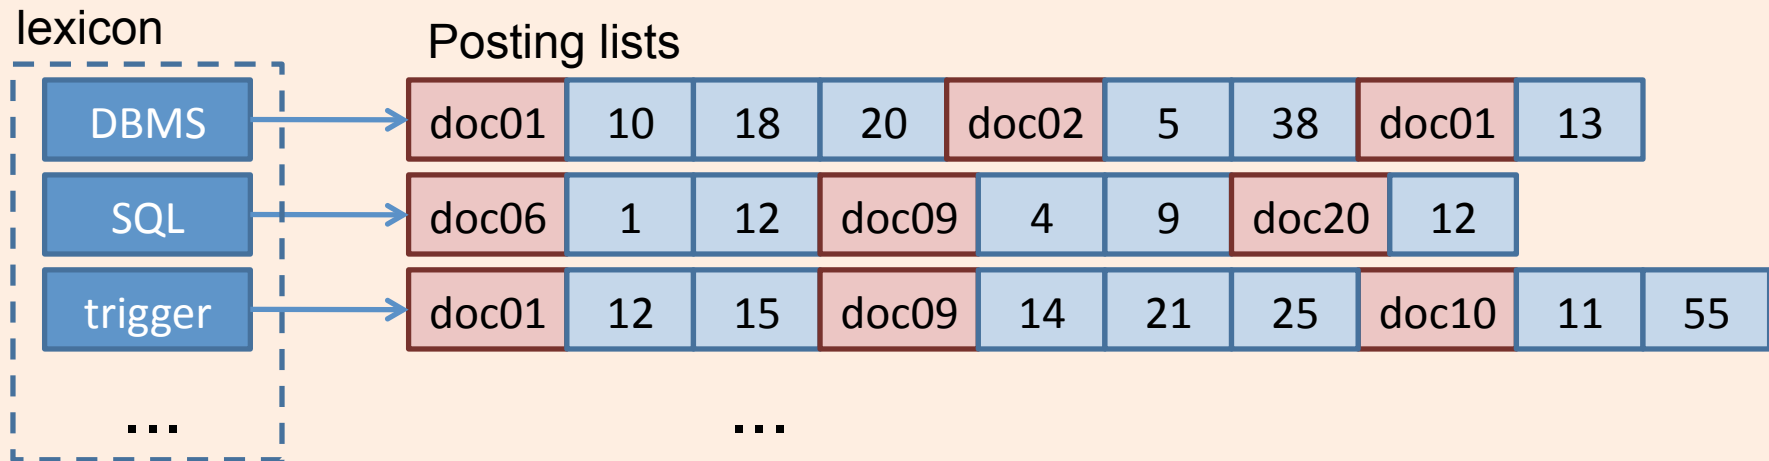 lexicon
Posting lists
DBMS doc01 10 18 20 doc02 5 38 doc01 13
SQL doc06 1 12 doc09 4 9 doc20 12
trigger doc01 12 15 doc09 14 21 25 doc10 11 55
... ...